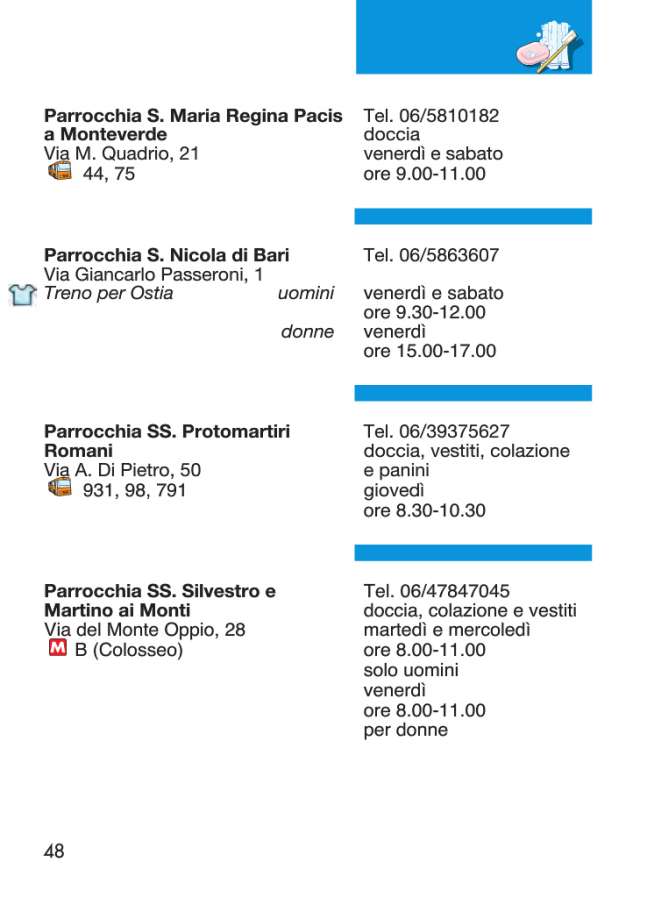 Parrocchia S. Maria Regina Pacis
a Monteverde
Via M. Quadrio, 21
44, 75
Tel. 06/5810182
doccia
venerdì e sabato
ore 9.00-11.00
Parrocchia S. Nicola di Bari
Via Giancarlo Passeroni, 1
Treno per Ostia
Tel. 06/5863607
uomini venerdì e sabato
ore 9.30-12.00
donne venerdì
ore 15.00-17.00
Parrocchia SS. Protomartiri
Romani
Via A. Di Pietro, 50
931, 98, 791
Tel. 06/39375627
doccia, vestiti, colazione
e panini
giovedì
ore 8.30-10.30
Parrocchia SS. Silvestro e
Martino ai Monti
Via del Monte Oppio, 28
M B (Colosseo)
Tel. 06/47847045
doccia, colazione e vestiti
martedì e mercoledì
ore 8.00-11.00
solo uomini
venerdì
ore 8.00-11.00
per donne
48